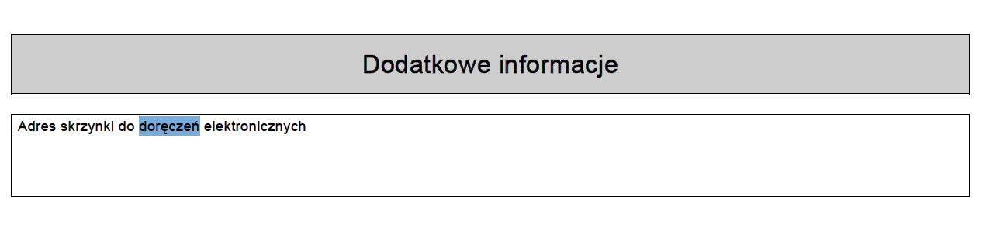 Dodatkowe informacje
Adres skrzynki do doręczeń elektronicznych